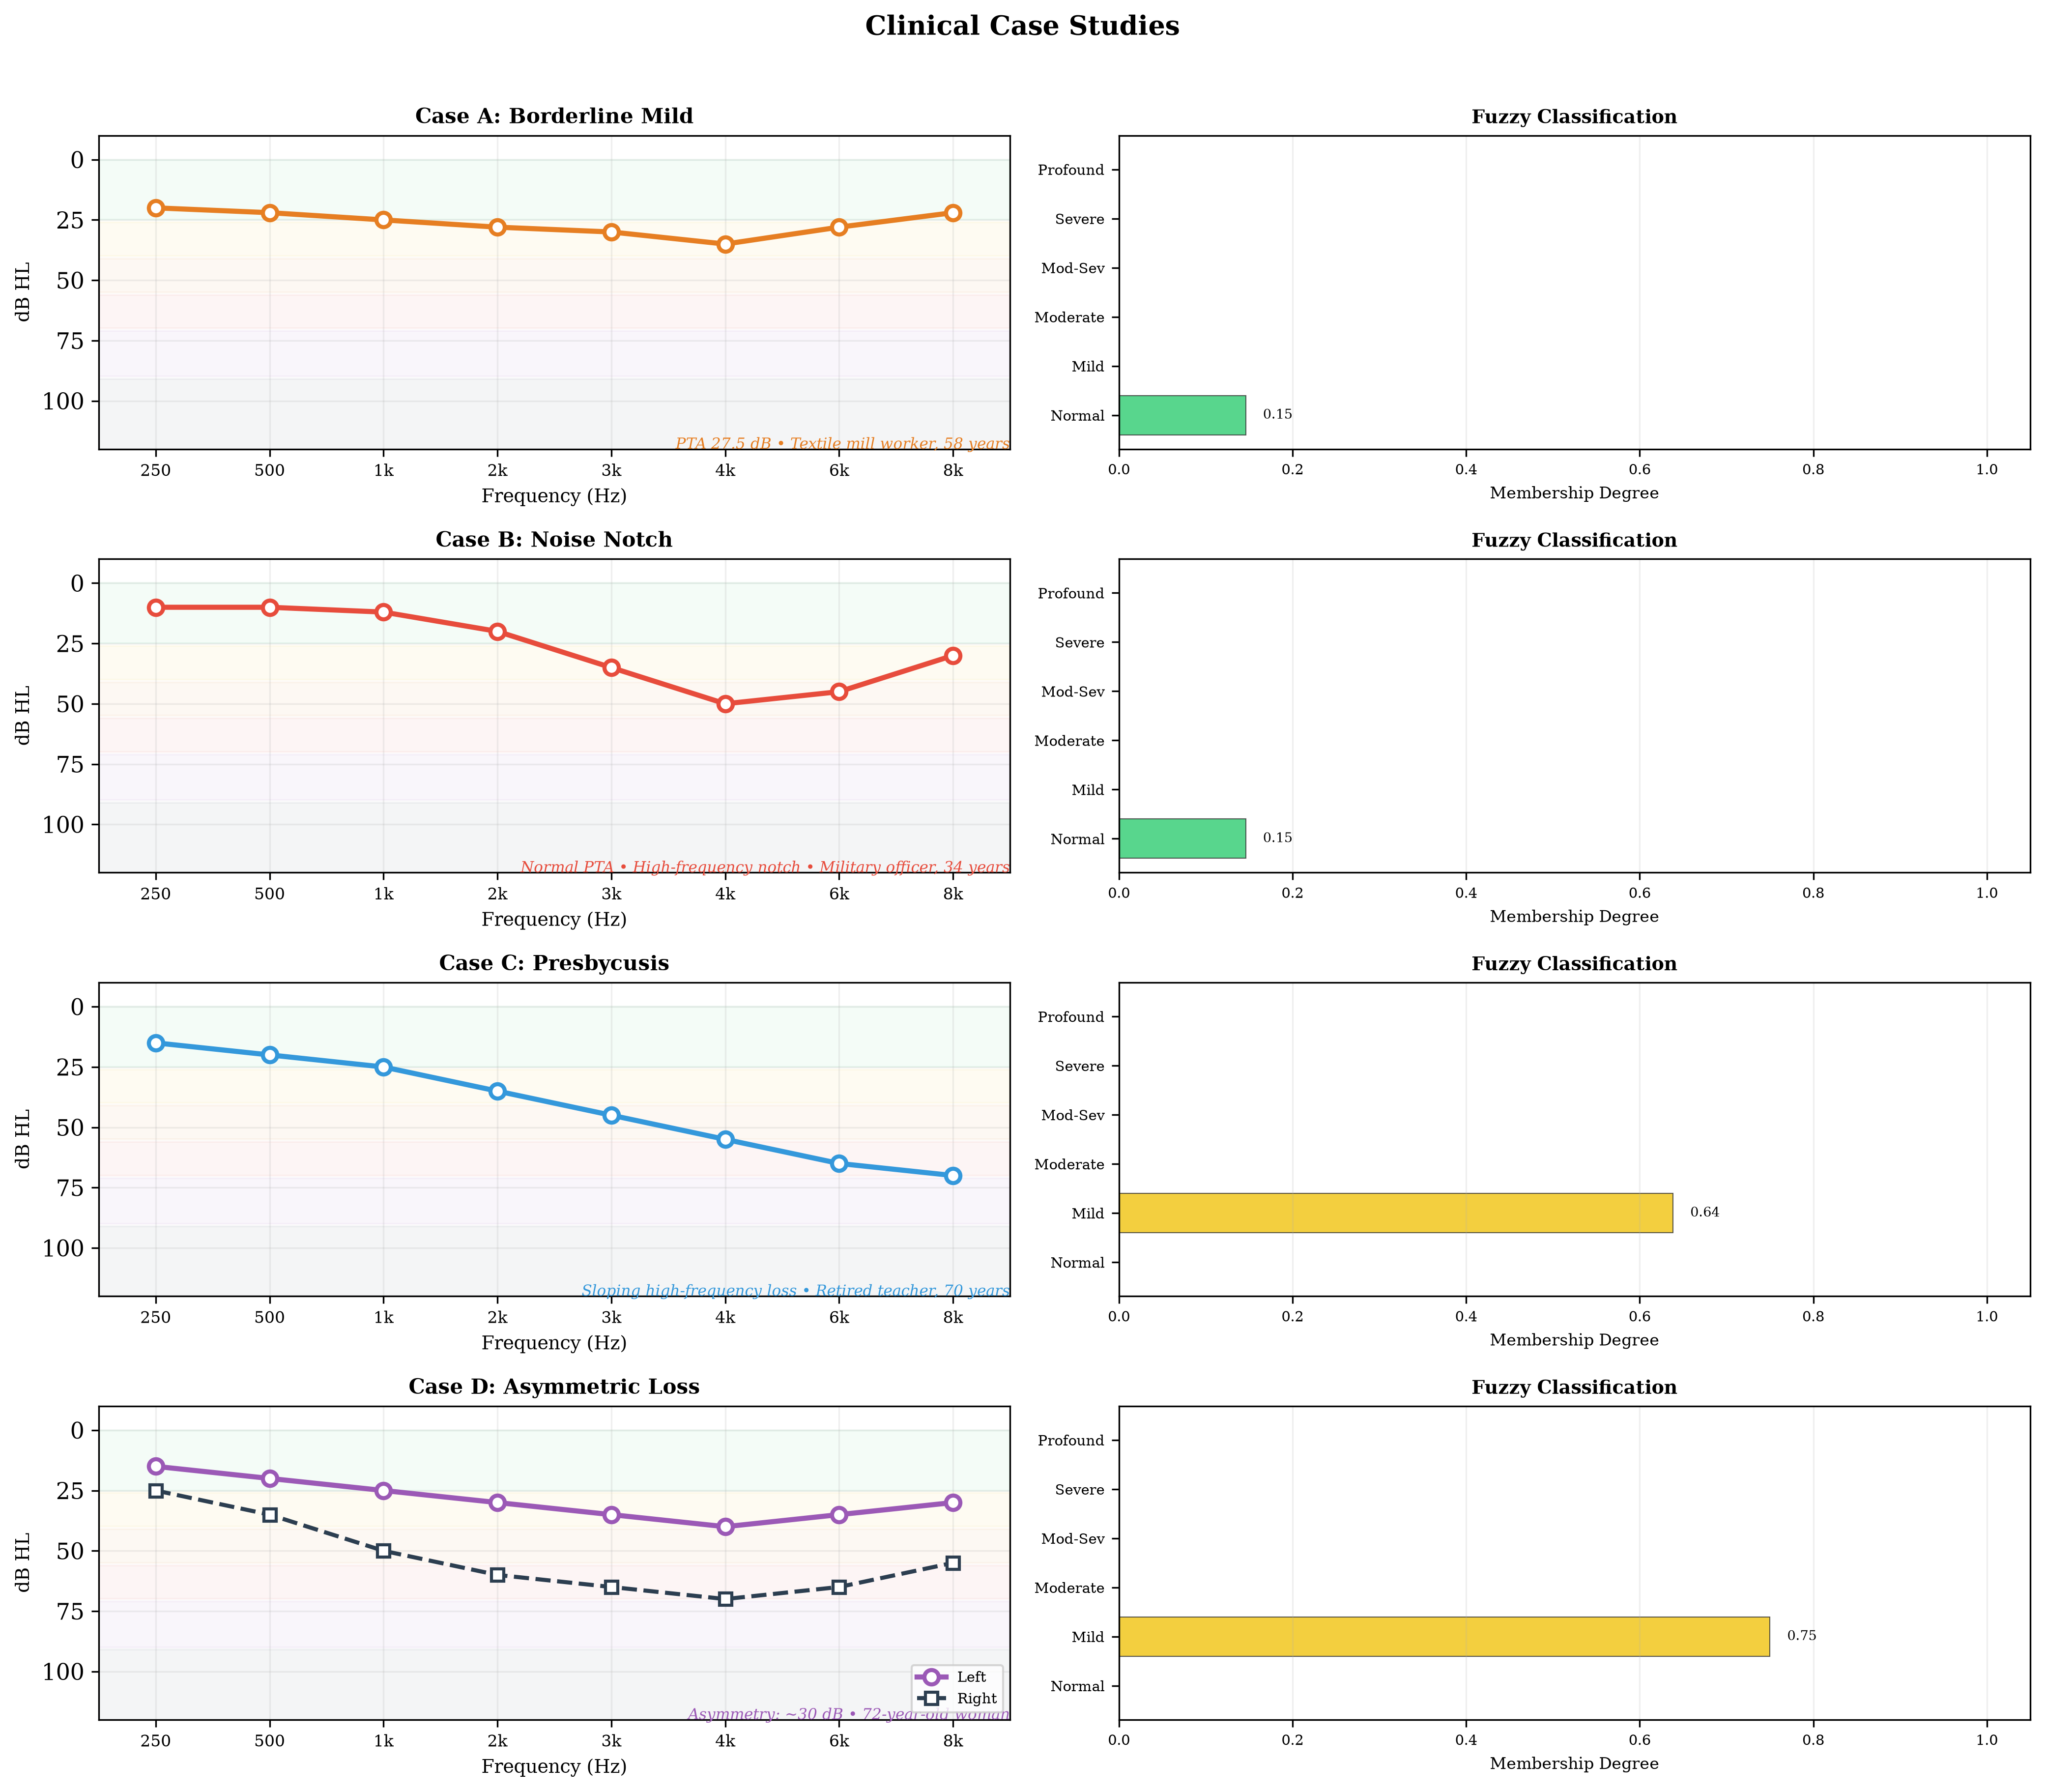 Clinical Case Studies
Case A: Borderline Mild
0
25
50
75
100
dB HL
250 500 1k 2k 3k 4k 6k 8k
Frequency (Hz)
PTA 27.5 dB • Textile mill worker, 58 years
Fuzzy Classification
Profound
Severe
Mod-Sev
Moderate
Mild
Normal
0.15
0.0 0.2 0.4 0.6 0.8 1.0
Membership Degree
Case B: Noise Notch
0
25
50
75
100
dB HL
250 500 1k 2k 3k 4k 6k 8k
Frequency (Hz)
Normal PTA • High-frequency notch • Military officer, 34 years
Fuzzy Classification
Profound
Severe
Mod-Sev
Moderate
Mild
Normal
0.15
0.0 0.2 0.4 0.6 0.8 1.0
Membership Degree
Case C: Presbycusis
0
25
50
75
100
dB HL
250 500 1k 2k 3k 4k 6k 8k
Frequency (Hz)
Sloping high-frequency loss • Retired teacher, 70 years
Fuzzy Classification
Profound
Severe
Mod-Sev
Moderate
Mild
Normal
0.64
0.0 0.2 0.4 0.6 0.8 1.0
Membership Degree
Case D: Asymmetric Loss
0
25
50
75
100
dB HL
250 500 1k 2k 3k 4k 6k 8k
Frequency (Hz)
Left
Right
Asymmetry: ~30 dB • 72-year-old woman
Fuzzy Classification
Profound
Severe
Mod-Sev
Moderate
Mild
Normal
0.75
0.0 0.2 0.4 0.6 0.8 1.0
Membership Degree